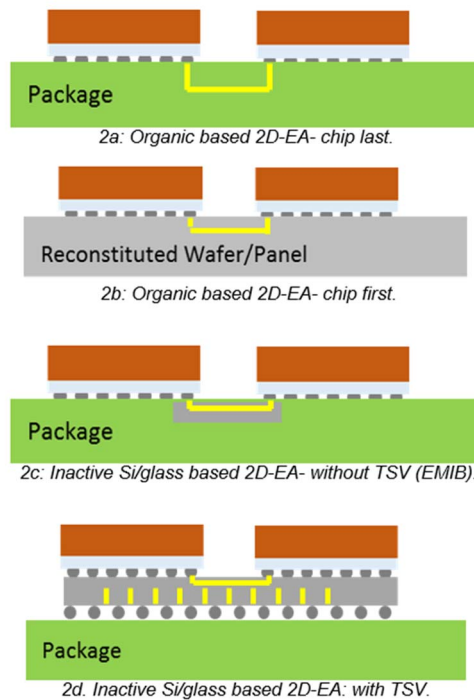 Package
2a: Organic based 2D-EA- chip last.
Reconstituted Wafer/Panel
2b: Organic based 2D-EA- chip first.
Package
2c: Inactive Si/glass based 2D-EA- without TSV (EMIB).
Package
2d. Inactive Si/glass based 2D-EA: with TSV.